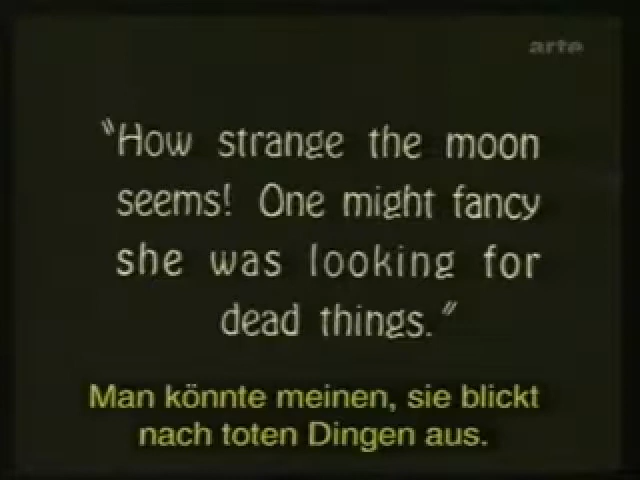 arte
"How strange the moon
seems! One might fancy
she was looking for
dead things."
Man könnte meinen, sie blickt
nach toten Dingen aus.